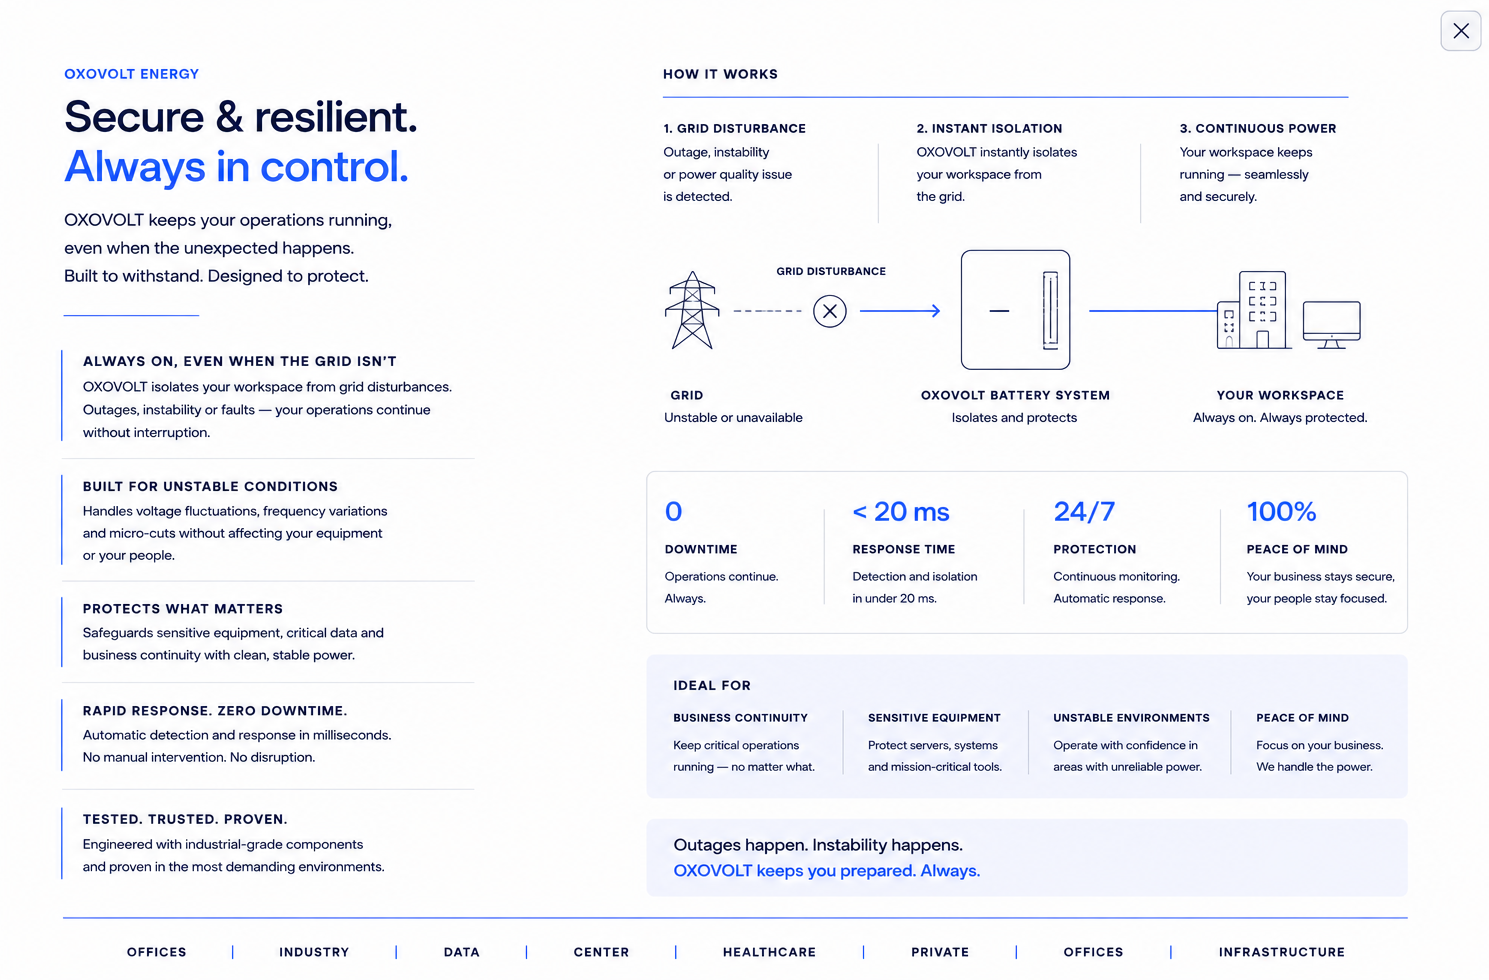 OXOVOLT ENERGY
Secure & resilient.
Always in control.
OXOVOLT keeps your operations running,
even when the unexpected happens.
Built to withstand. Designed to protect.
ALWAYS ON, EVEN WHEN THE GRID ISN'T
OXOVOLT isolates your workspace from grid disturbances.
Outages, instability or faults — your operations continue
without interruption.
BUILT FOR UNSTABLE CONDITIONS
Handles voltage fluctuations, frequency variations
and micro-cuts without affecting your equipment
or your people.
PROTECTS WHAT MATTERS
Safeguards sensitive equipment, critical data and
business continuity with clean, stable power.
RAPID RESPONSE. ZERO DOWNTIME.
Automatic detection and response in milliseconds.
No manual intervention. No disruption.
TESTED. TRUSTED. PROVEN.
Engineered with industrial-grade components
and proven in the most demanding environments.
HOW IT WORKS
1. GRID DISTURBANCE
Outage, instability
or power quality issue
is detected.
2. INSTANT ISOLATION
OXOVOLT instantly isolates
your workspace from
the grid.
3. CONTINUOUS POWER
Your workspace keeps
running — seamlessly
and securely.
GRID DISTURBANCE
GRID
Unstable or unavailable
OXOVOLT BATTERY SYSTEM
Isolates and protects
YOUR WORKSPACE
Always on. Always protected.
0
DOWNTIME
Operations continue.
Always.
< 20 ms
RESPONSE TIME
Detection and isolation
in under 20 ms.
24/7
PROTECTION
Continuous monitoring.
Automatic response.
100%
PEACE OF MIND
Your business stays secure,
your people stay focused.
IDEAL FOR
BUSINESS CONTINUITY
Keep critical operations
running — no matter what.
SENSITIVE EQUIPMENT
Protect servers, systems
and mission-critical tools.
UNSTABLE ENVIRONMENTS
Operate with confidence in
areas with unreliable power.
PEACE OF MIND
Focus on your business.
We handle the power.
Outages happen. Instability happens.
OXOVOLT keeps you prepared. Always.
OFFICES | INDUSTRY | DATA | CENTER | HEALTHCARE | PRIVATE | OFFICES | INFRASTRUCTURE